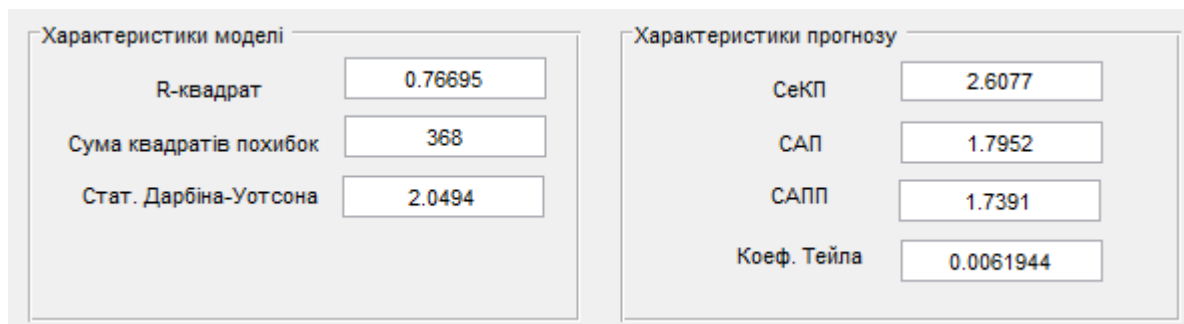 Характеристики моделі
R-квадрат 0.76695
Сума квадратів похибок 368
Стат. Дарбіна-Уотсона 2.0494
Характеристики прогнозу
СеКП 2.6077
САП 1.7952
САПП 1.7391
Коеф. Тейла 0.0061944